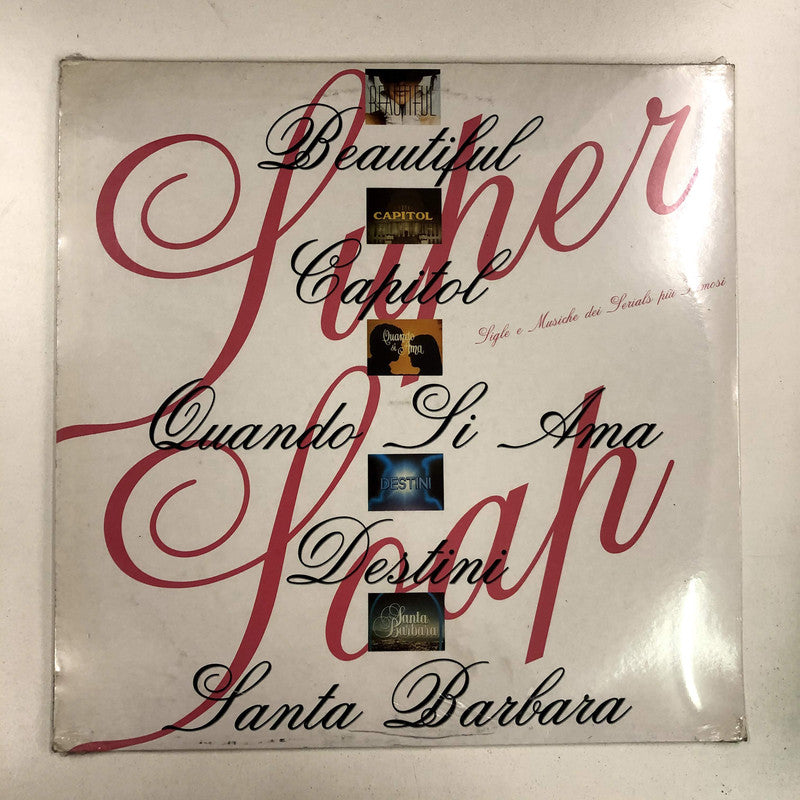 Super
Soap
BEAUTIFUL
Beautiful
CAPITOL
Capitol
Sigle e Musiche dei Serials più famosi
Quando
si Ama
Quando Si Ama
DESTINI
Destini
Santa
Barbara
Santa Barbara